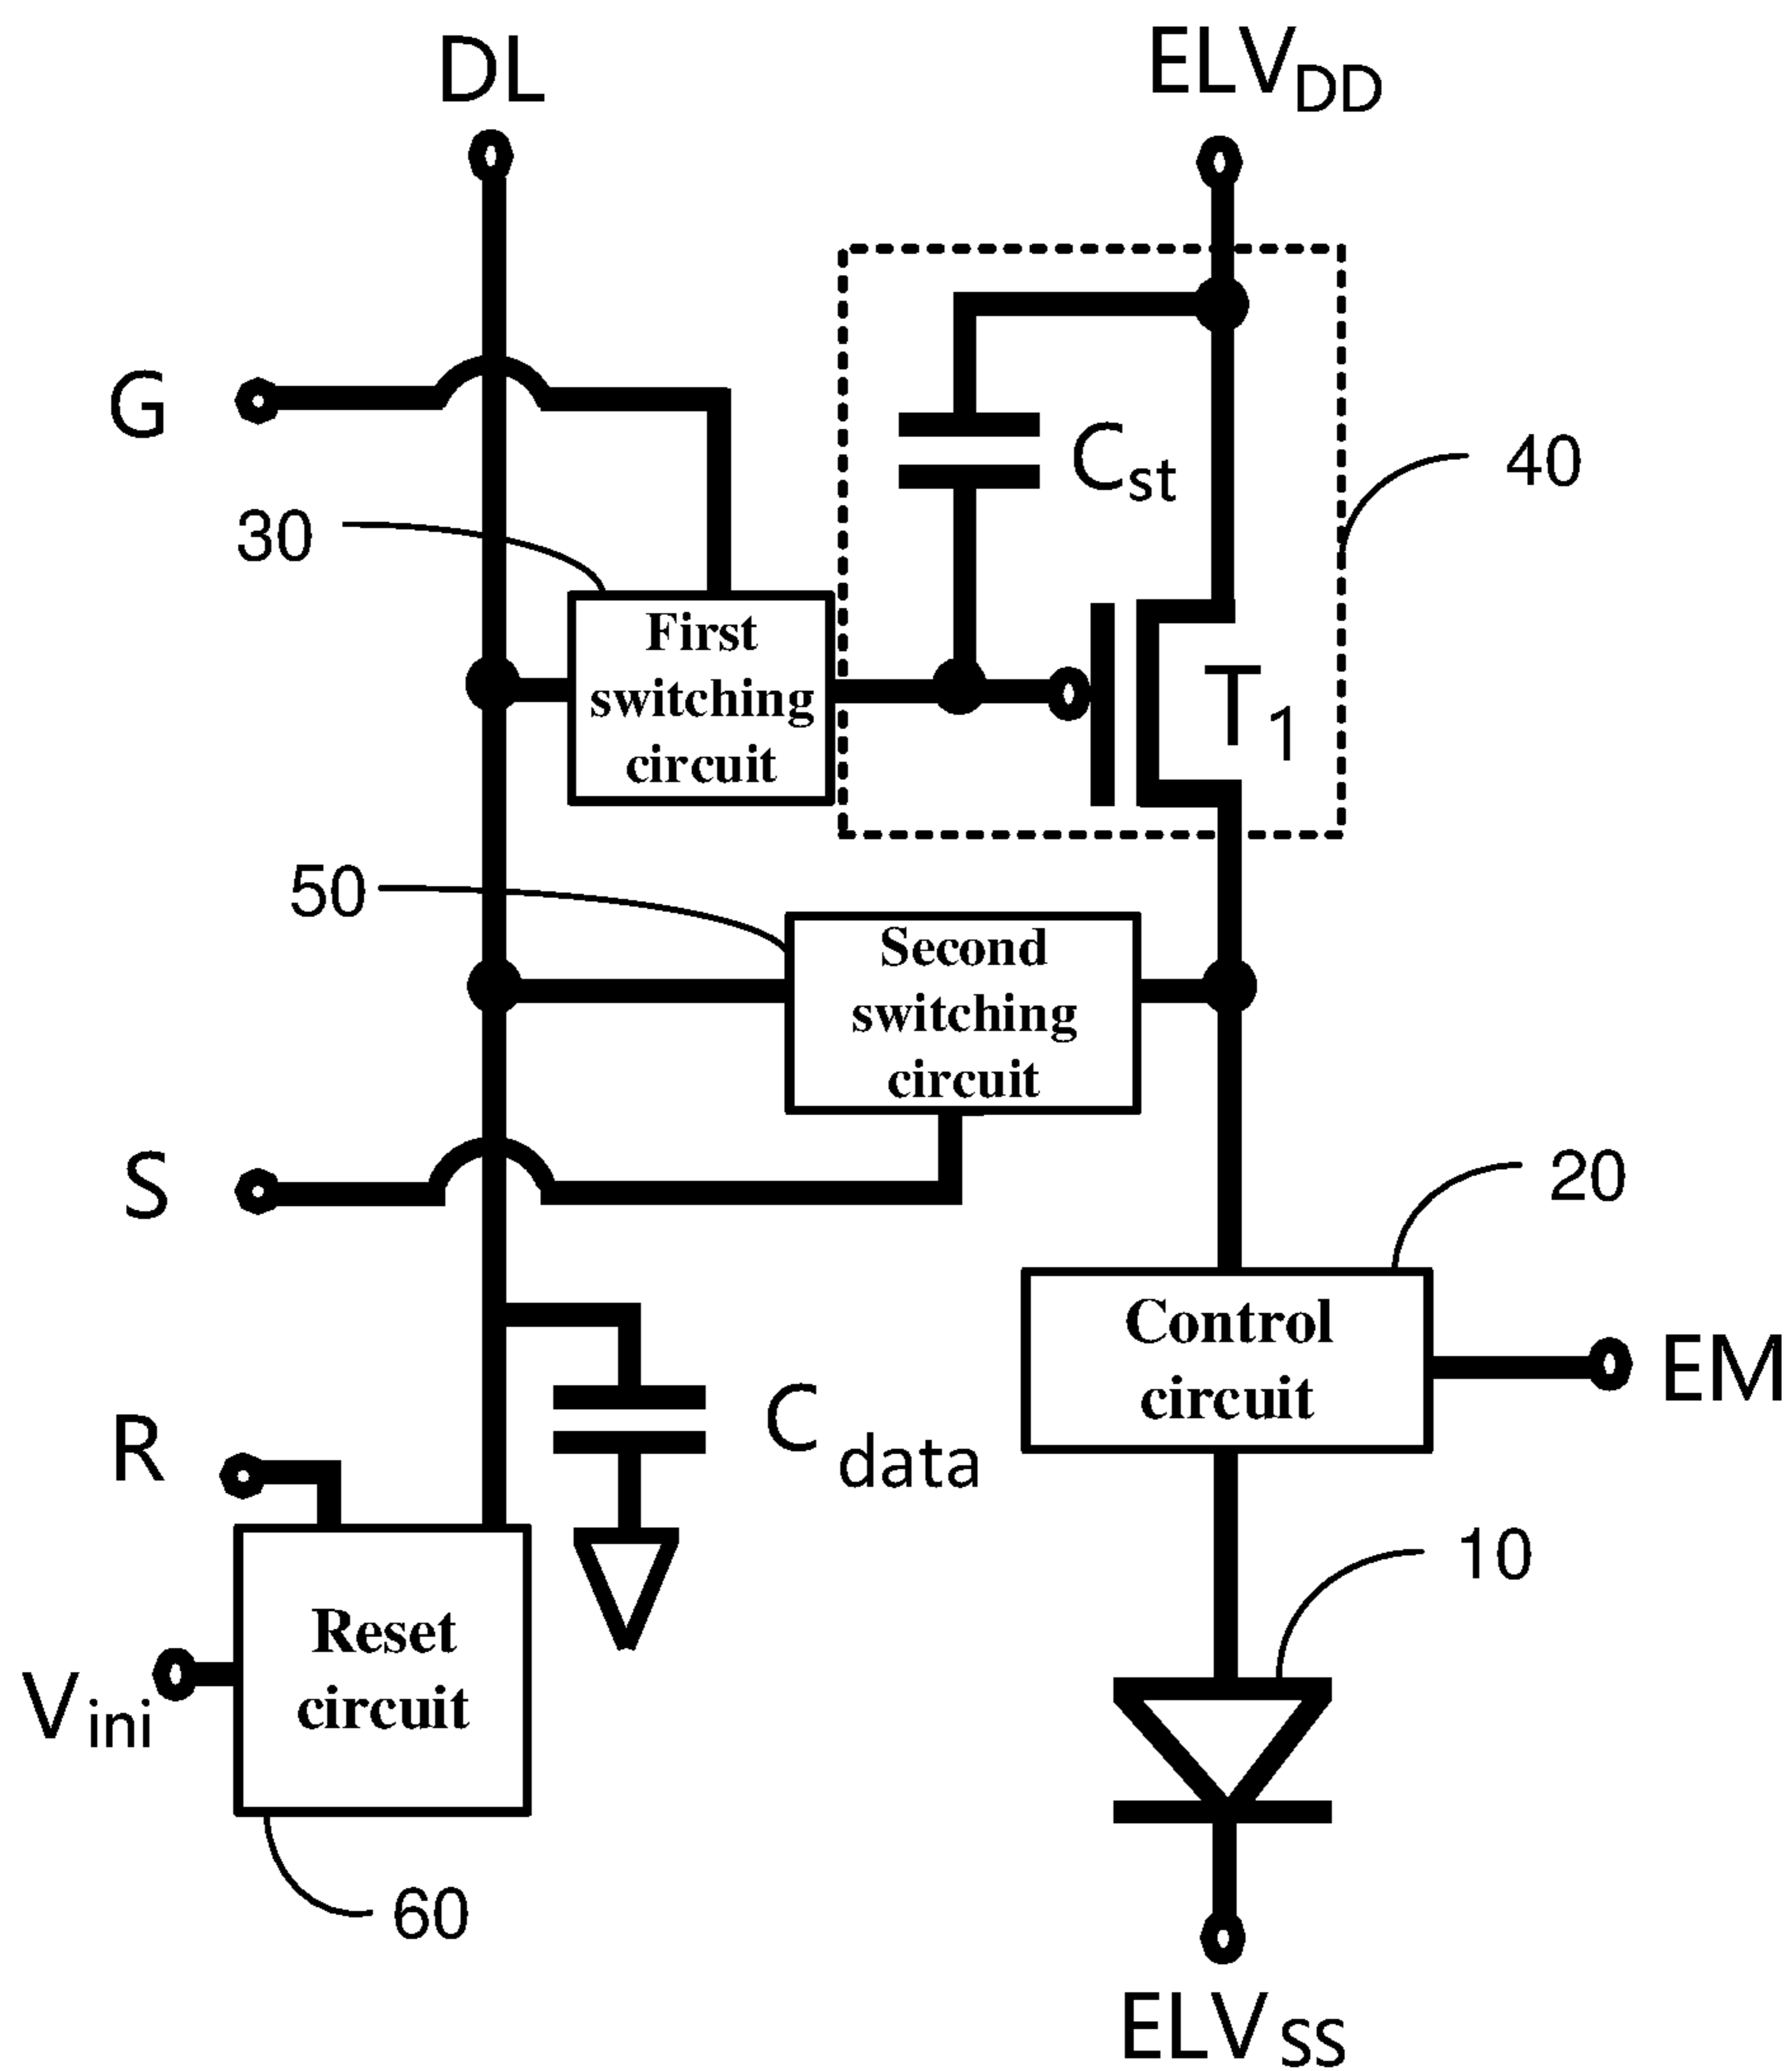 DL
ELVDD
G
40
Cst
30
First
switching
circuit
T1
50
Second
switching
circuit
S
20
Control
circuit
EM
R
Cdata
10
Reset
circuit
Vini
60
ELVSS